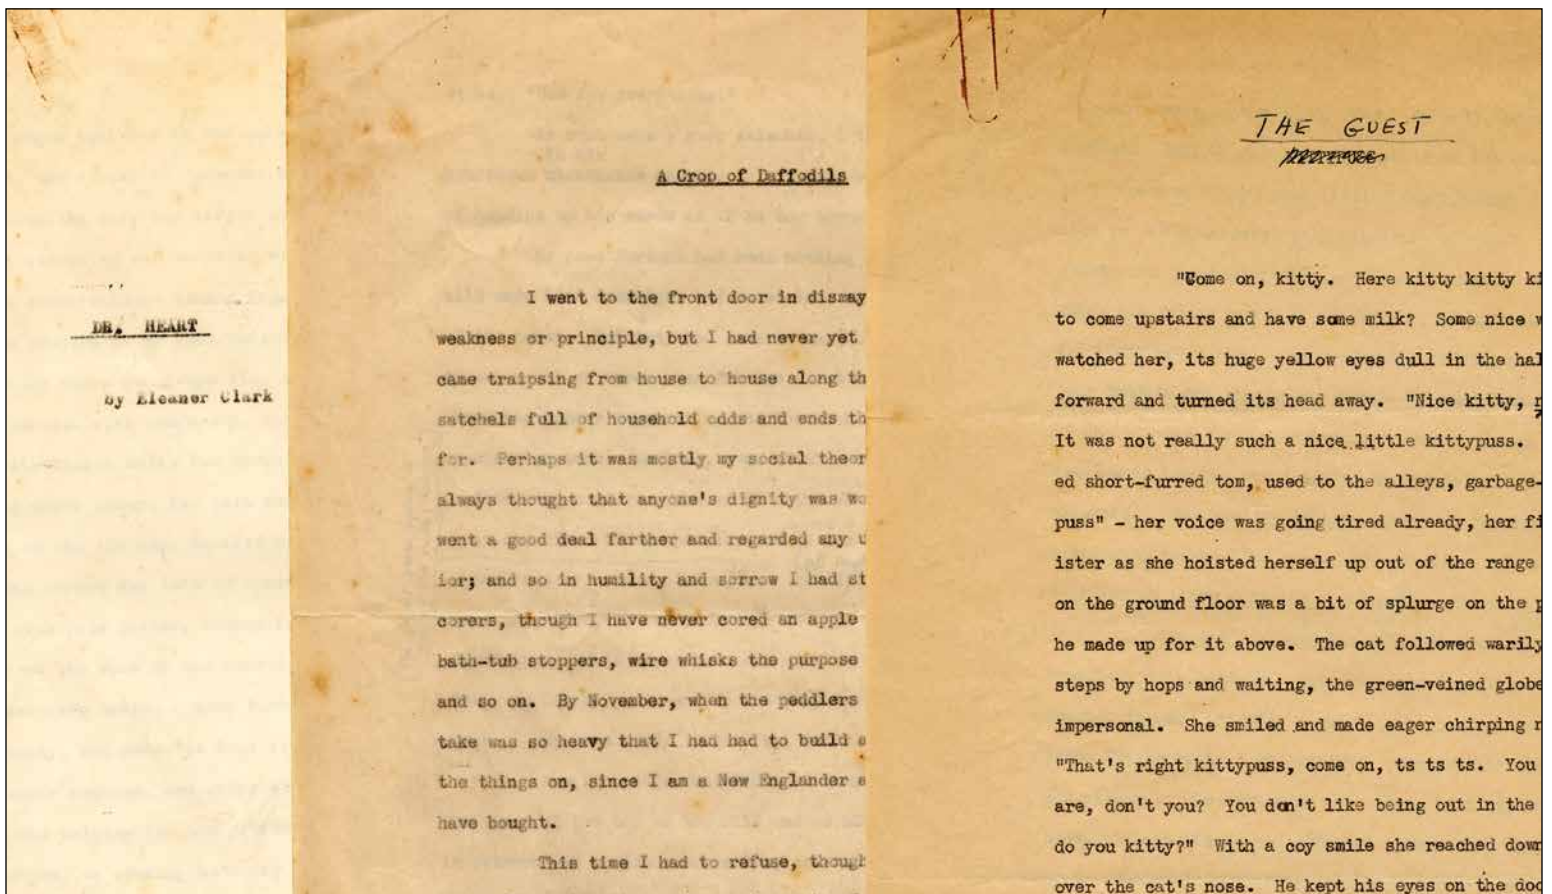 DR. HEART
by Eleanor Clark
A Crop of Daffodils
I went to the front door in dismay
weakness or principle, but I had never yet
came traipsing from house to house along th
satchels full of household odds and ends th
for. Perhaps it was mostly my social theor
always thought that anyone's dignity was wo
went a good deal farther and regarded any u
ior; and so in humility and sorrow I had st
corers, though I have never cored an apple
bath-tub stoppers, wire whisks the purpose
and so on. By November, when the peddlers
take was so heavy that I had had to build a
the things on, since I am a New Englander a
have bought.
This time I had to refuse, though
THE GUEST
"Come on, kitty. Here kitty kitty ki
to come upstairs and have some milk? Some nice w
watched her, its huge yellow eyes dull in the hal
forward and turned its head away. "Nice kitty, n
It was not really such a nice little kittypuss.
ed short-furred tom, used to the alleys, garbage-
puss" - her voice was going tired already, her fi
ister as she hoisted herself up out of the range
on the ground floor was a bit of splurge on the p
he made up for it above. The cat followed warily
steps by hops and waiting, the green-veined globe
impersonal. She smiled and made eager chirping n
"That's right kittypuss, come on, ts ts ts. You
are, don't you? You don't like being out in the
do you kitty?" With a coy smile she reached down
over the cat's nose. He kept his eyes on the doo